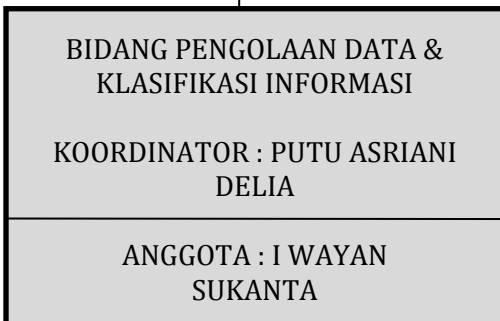 BIDANG PENGOLAAN DATA &
KLASIFIKASI INFORMASI
KOORDINATOR : PUTU ASRIANI
DELIA
ANGGOTA : I WAYAN
SUKANTA